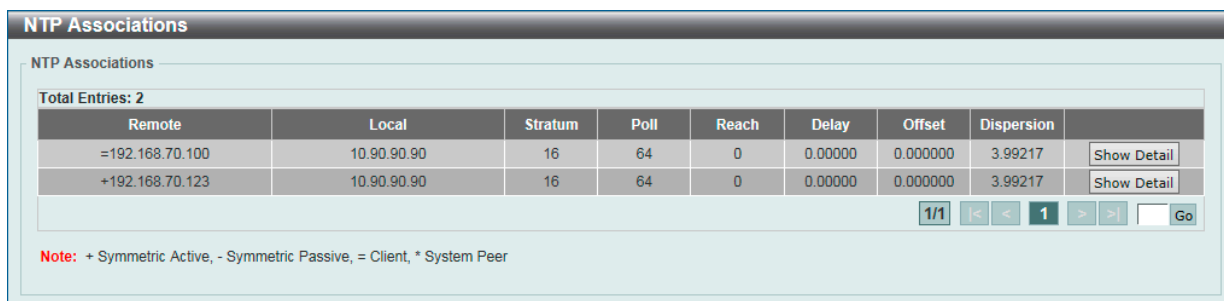 NTP Associations
NTP Associations
Total Entries: 2
Remote Local Stratum Poll Reach Delay Offset Dispersion
=192.168.70.100 10.90.90.90 16 64 0 0.00000 0.000000 3.99217 Show Detail
+192.168.70.123 10.90.90.90 16 64 0 0.00000 0.000000 3.99217 Show Detail
1/1 |< < 1 > >| Go
Note: + Symmetric Active, - Symmetric Passive, = Client, * System Peer